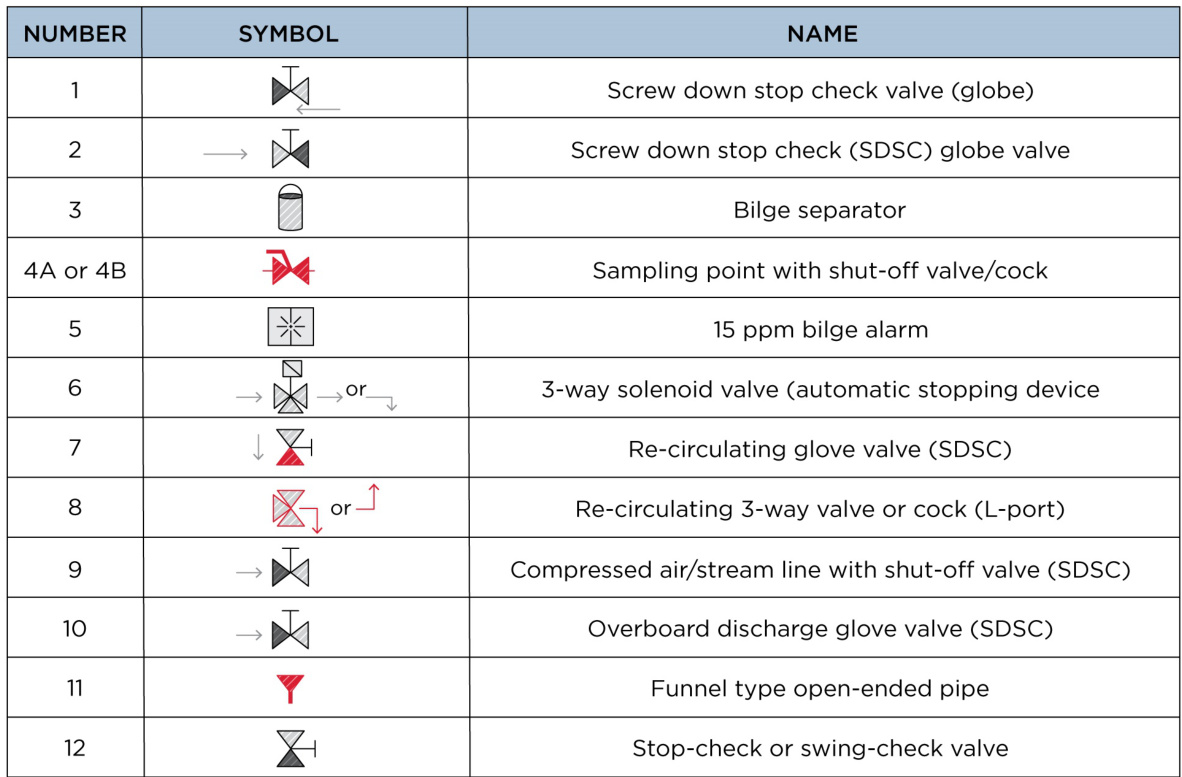 NUMBER SYMBOL NAME
1 Screw down stop check valve (globe)
2 Screw down stop check (SDSC) globe valve
3 Bilge separator
4A or 4B Sampling point with shut-off valve/cock
5 15 ppm bilge alarm
6 or 3-way solenoid valve (automatic stopping device
7 Re-circulating glove valve (SDSC)
8 or Re-circulating 3-way valve or cock (L-port)
9 Compressed air/stream line with shut-off valve (SDSC)
10 Overboard discharge glove valve (SDSC)
11 Funnel type open-ended pipe
12 Stop-check or swing-check valve